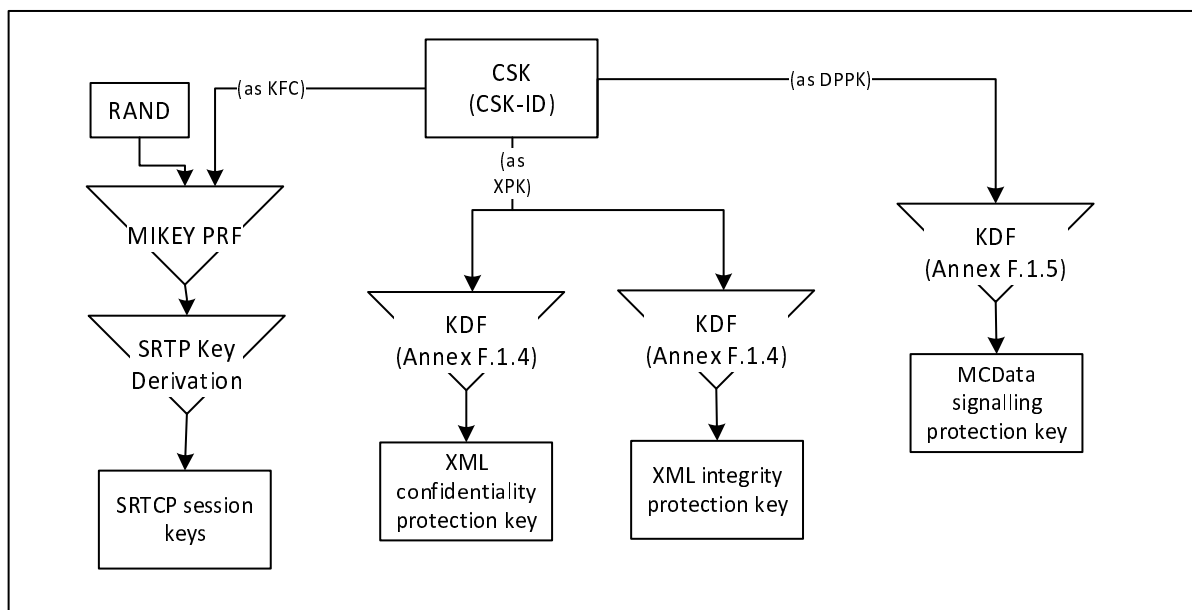 CSK
(CSK-ID)
(as KFC)
(as DPPK)
RAND
(as
XPK)
MIKEY PRF
KDF
(Annex F.1.5)
SRTP Key
Derivation
KDF
(Annex F.1.4)
KDF
(Annex F.1.4)
MCData
signalling
protection key
XML
confidentiality
protection key
XML integrity
protection key
SRTCP session
keys